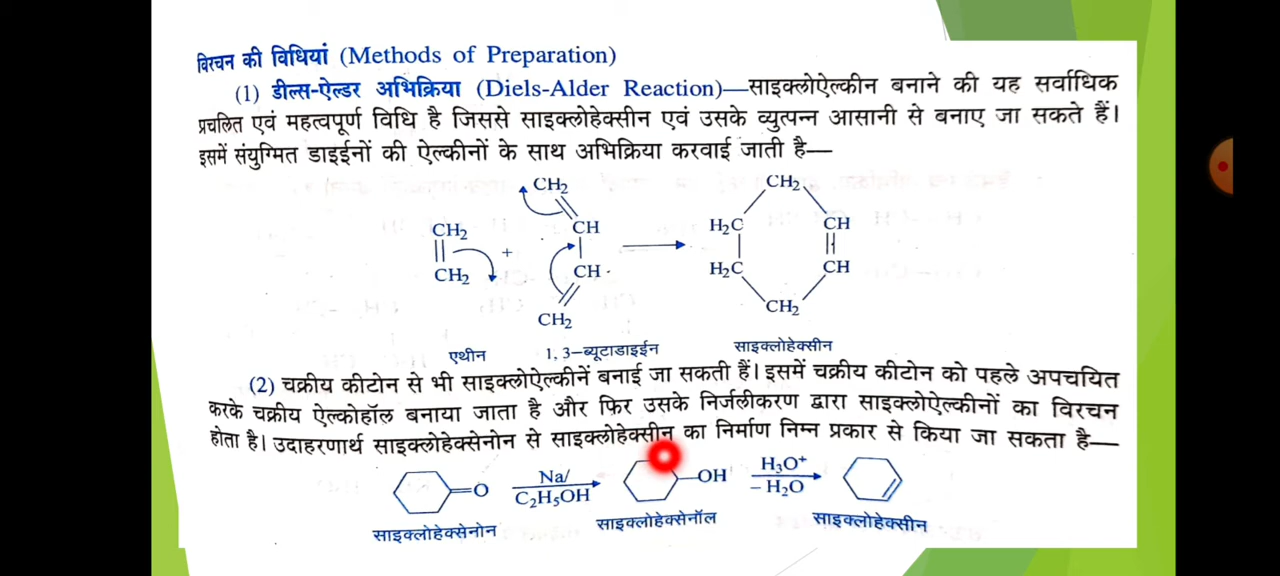 विरचन की विधियां (Methods of Preparation)
(1) डील्स-ऐल्डर अभिक्रिया (Diels-Alder Reaction)—साइक्लोऐल्कीन बनाने की यह सर्वाधिक
प्रचलित एवं महत्वपूर्ण विधि है जिससे साइक्लोहेक्सीन एवं उसके व्युत्पन्न आसानी से बनाए जा सकते हैं।
इसमें संयुग्मित डाइईनों की ऐल्कीनों के साथ अभिक्रिया करवाई जाती है—
CH₂ CH₂
CH₂ CH H₂C CH
+
CH₂ CH H₂C CH
CH₂ CH₂
एथीन 1, 3–ब्यूटाडाइईन साइक्लोहेक्सीन
(2) चक्रीय कीटोन से भी साइक्लोऐल्कीनें बनाई जा सकती हैं। इसमें चक्रीय कीटोन को पहले अपचयित
करके चक्रीय ऐल्कोहॉल बनाया जाता है और फिर उसके निर्जलीकरण द्वारा साइक्लोऐल्कीनों का विरचन
होता है। उदाहरणार्थ साइक्लोहेक्सेनोन से साइक्लोहेक्सीन का निर्माण निम्न प्रकार से किया जा सकता है—
=O Na/ —OH H₃O⁺
C₂H₅OH – H₂O
साइक्लोहेक्सेनोन साइक्लोहेक्सेनॉल साइक्लोहेक्सीन